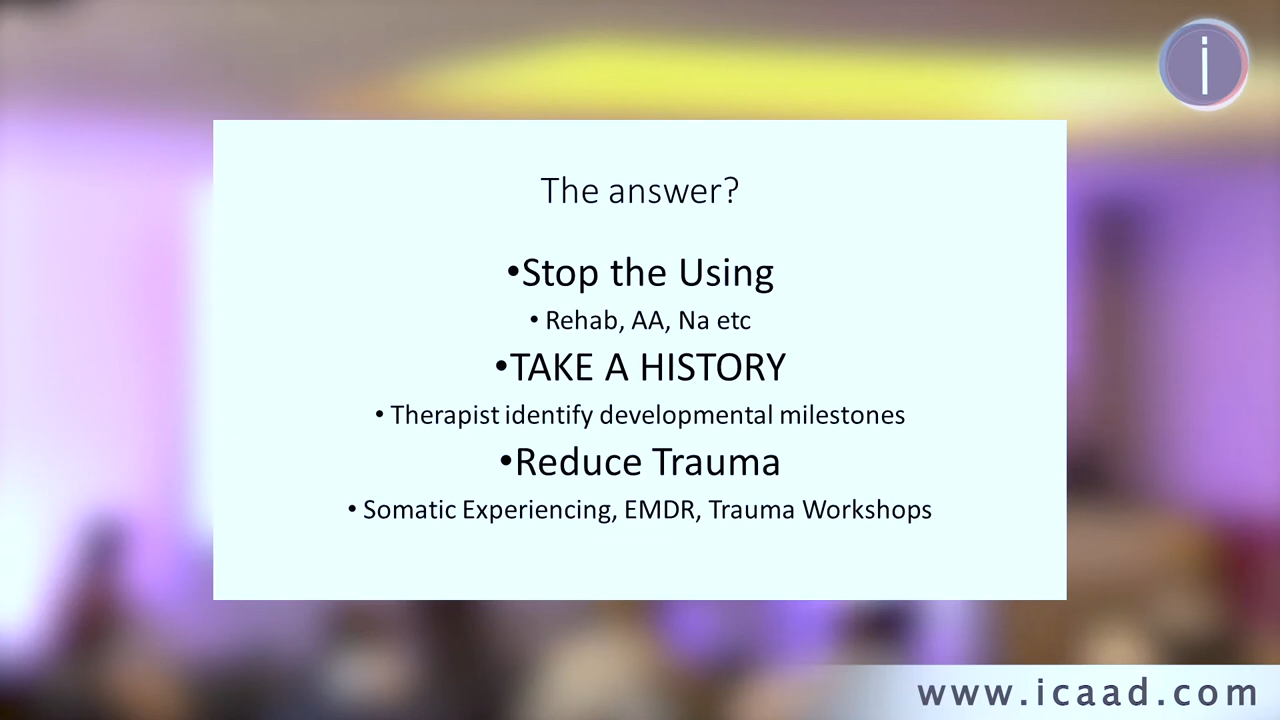 i
The answer?
•Stop the Using
• Rehab, AA, Na etc
•TAKE A HISTORY
• Therapist identify developmental milestones
•Reduce Trauma
• Somatic Experiencing, EMDR, Trauma Workshops
www.icaad.com